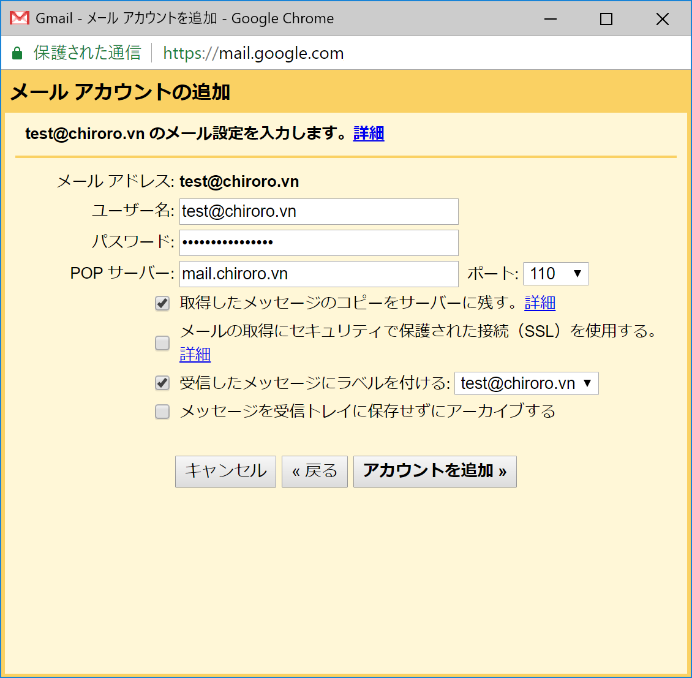 Gmail - メール アカウントを追加 - Google Chrome
保護された通信 https://mail.google.com
メール アカウントの追加
test@chiroro.vn のメール設定を入力します。詳細
メール アドレス: test@chiroro.vn
ユーザー名: test@chiroro.vn
パスワード: ••••••••••••••••
POP サーバー: mail.chiroro.vn ポート: 110
取得したメッセージのコピーをサーバーに残す。詳細
メールの取得にセキュリティで保護された接続（SSL）を使用する。
詳細
受信したメッセージにラベルを付ける: test@chiroro.vn
メッセージを受信トレイに保存せずにアーカイブする
キャンセル « 戻る アカウントを追加 »